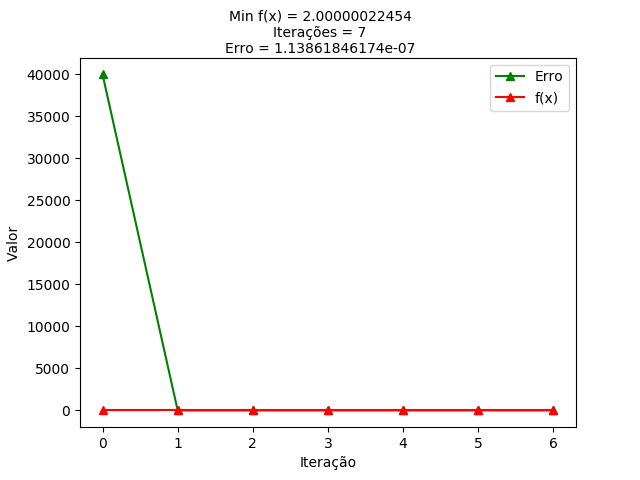 Min f(x) = 2.00000022454
Iterações = 7
Erro = 1.13861846174e-07
Erro
f(x)
40000
35000
30000
25000
20000
15000
10000
5000
0
Valor
0 1 2 3 4 5 6
Iteração